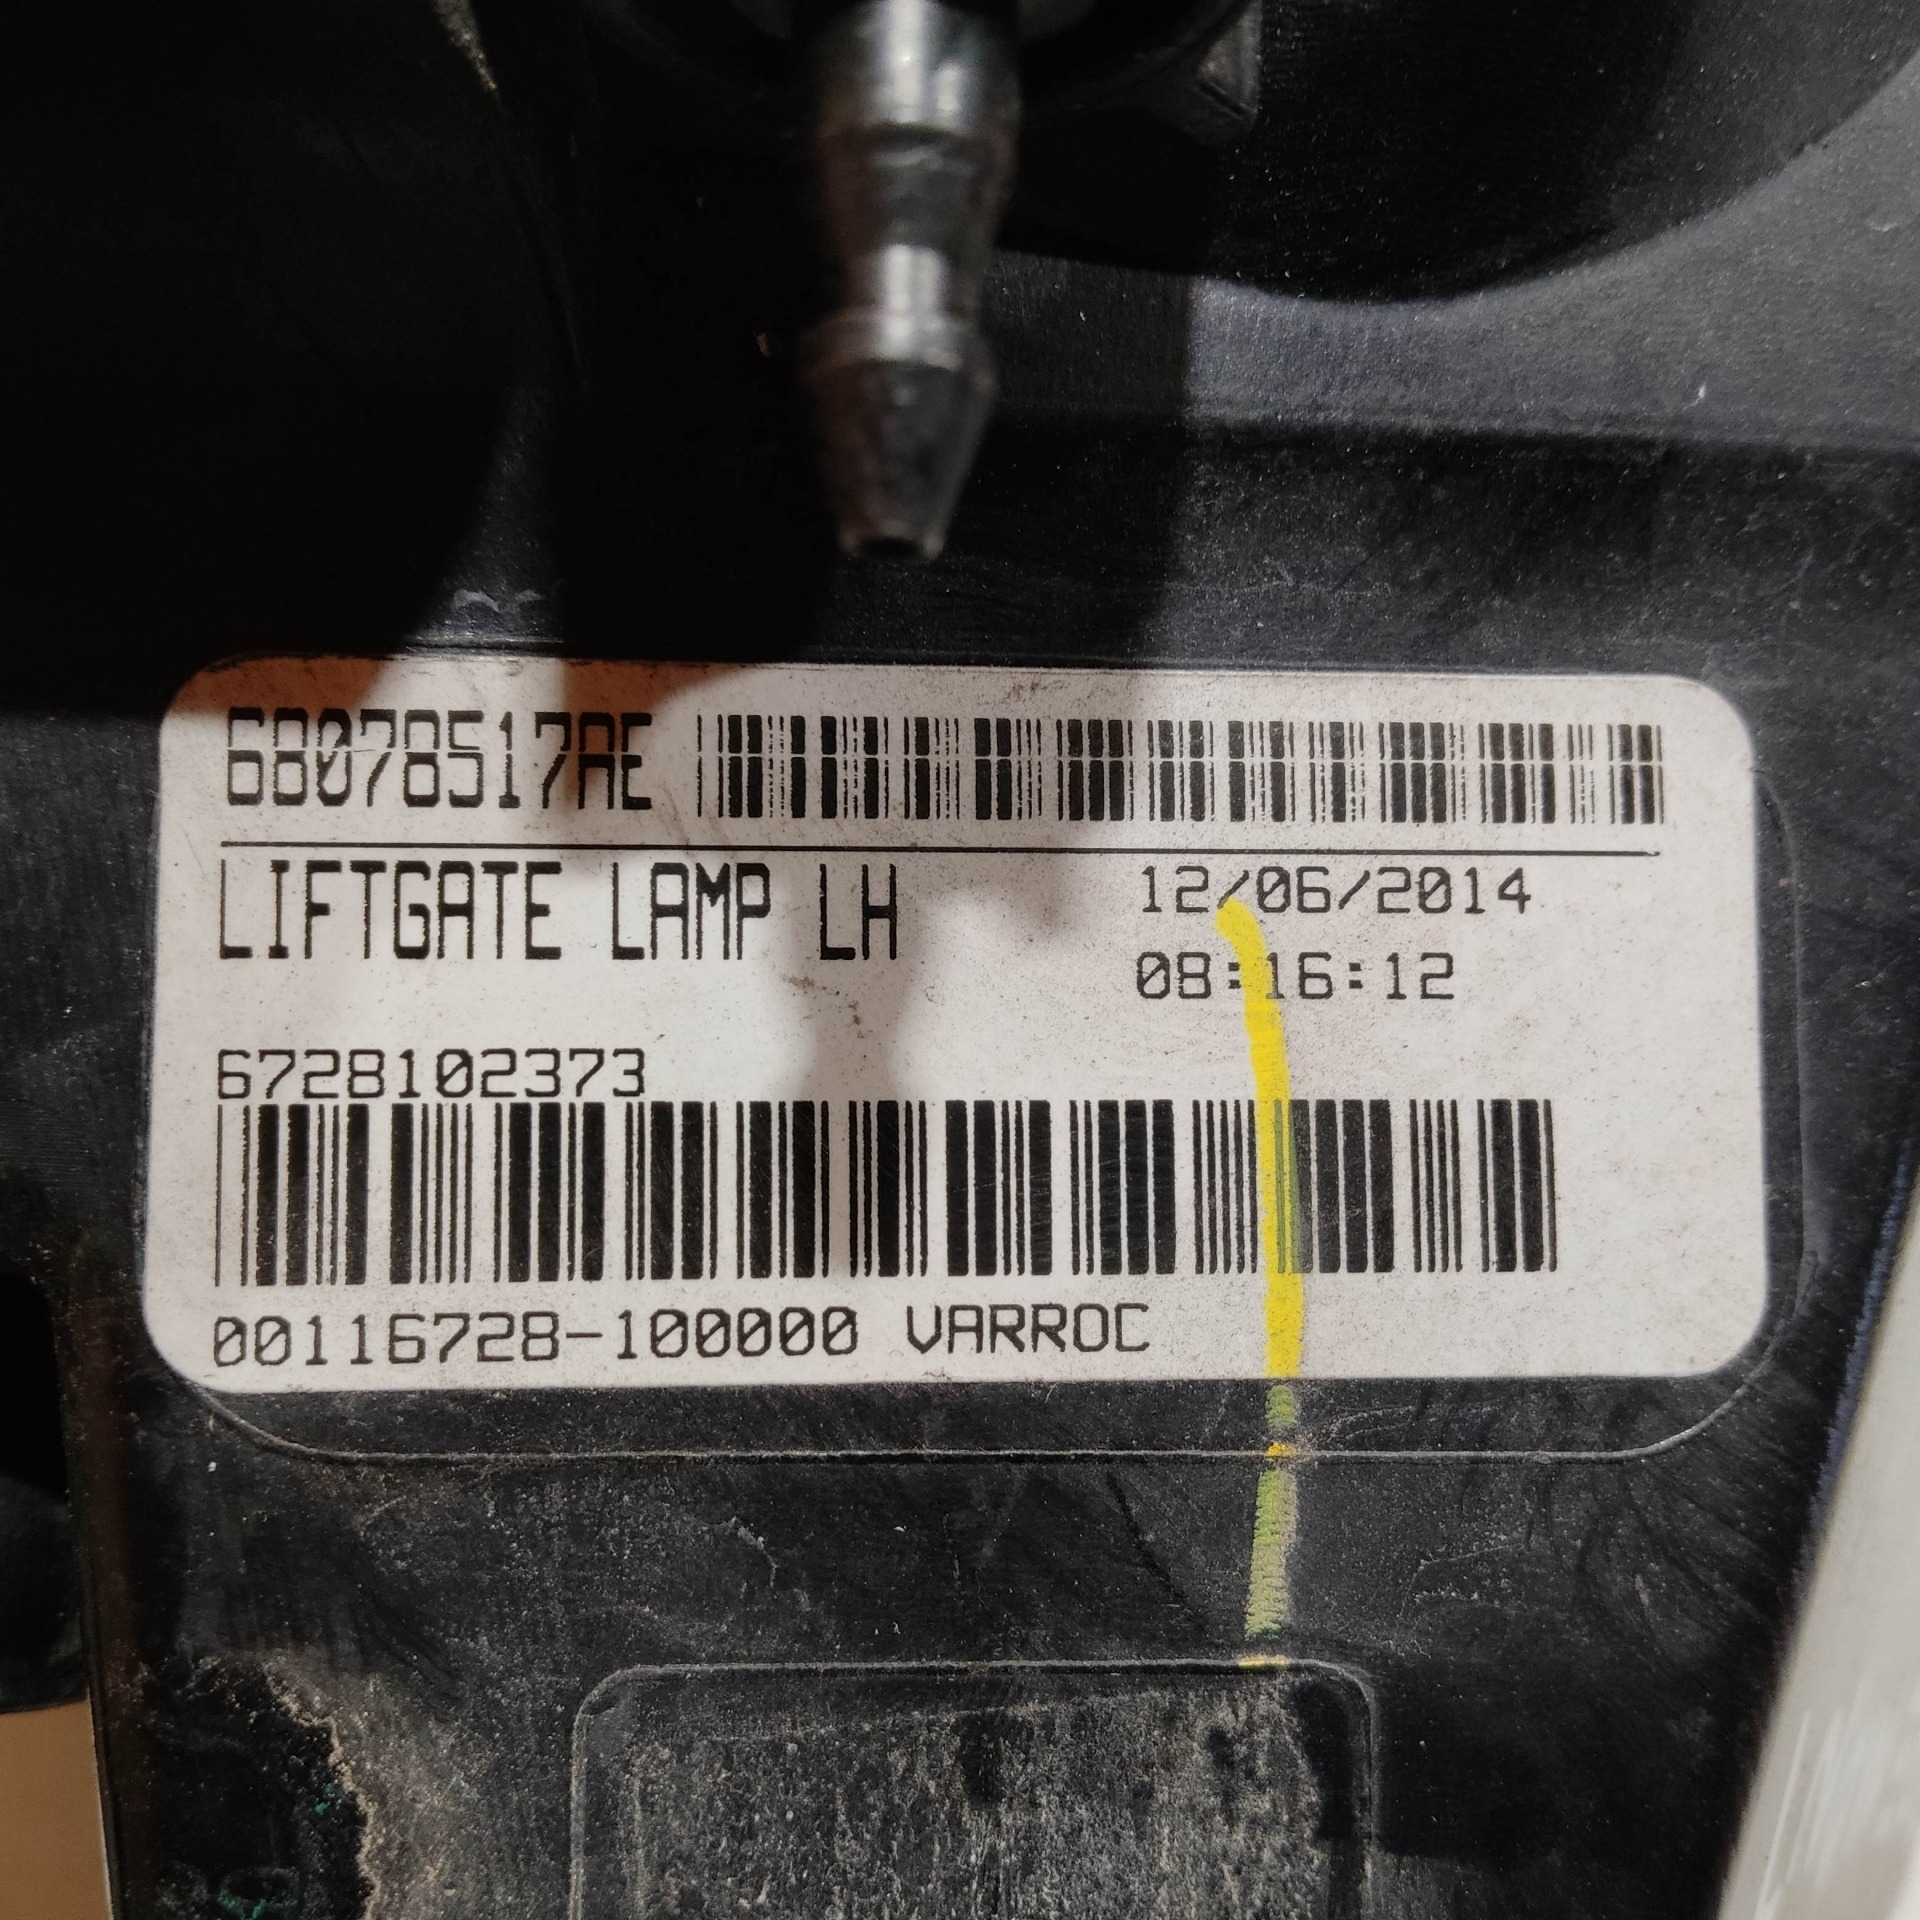 68078517AE
LIFTGATE LAMP LH
12/06/2014
08:16:12
6728102373
00116728-100000 VARROC